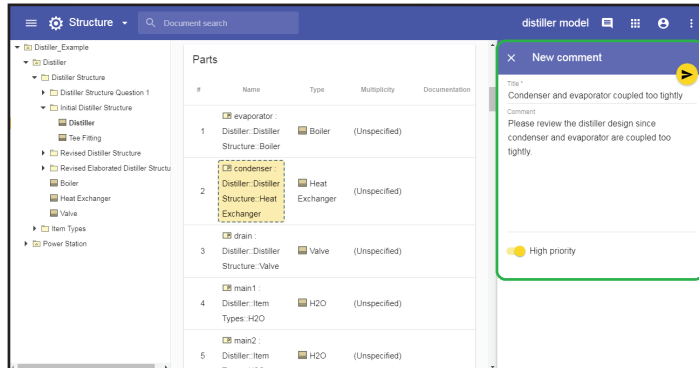 Structure
Document search
distiller model
Distiller_Example
Distiller
Distiller Structure
Distiller Structure Question 1
Initial Distiller Structure
Distiller
Tee Fitting
Revised Distiller Structure
Revised Elaborated Distiller Structu
Boiler
Heat Exchanger
Valve
Item Types
Power Station
Parts
# Name Type Multiplicity Documentation
evaporator :
1 Distiller::Distiller Boiler (Unspecified)
Structure::Boiler
condenser :
Distiller::Distiller Heat
2 (Unspecified)
Structure::Heat Exchanger
Exchanger
drain :
3 Distiller::Distiller Valve (Unspecified)
Structure::Valve
main1 :
4 Distiller::Item H2O (Unspecified)
Types::H2O
main2 :
5 Distiller::Item H2O (Unspecified)
New comment
Title *
Condenser and evaporator coupled too tightly
Comment
Please review the distiller design since
condenser and evaporator are coupled too
tightly.
High priority